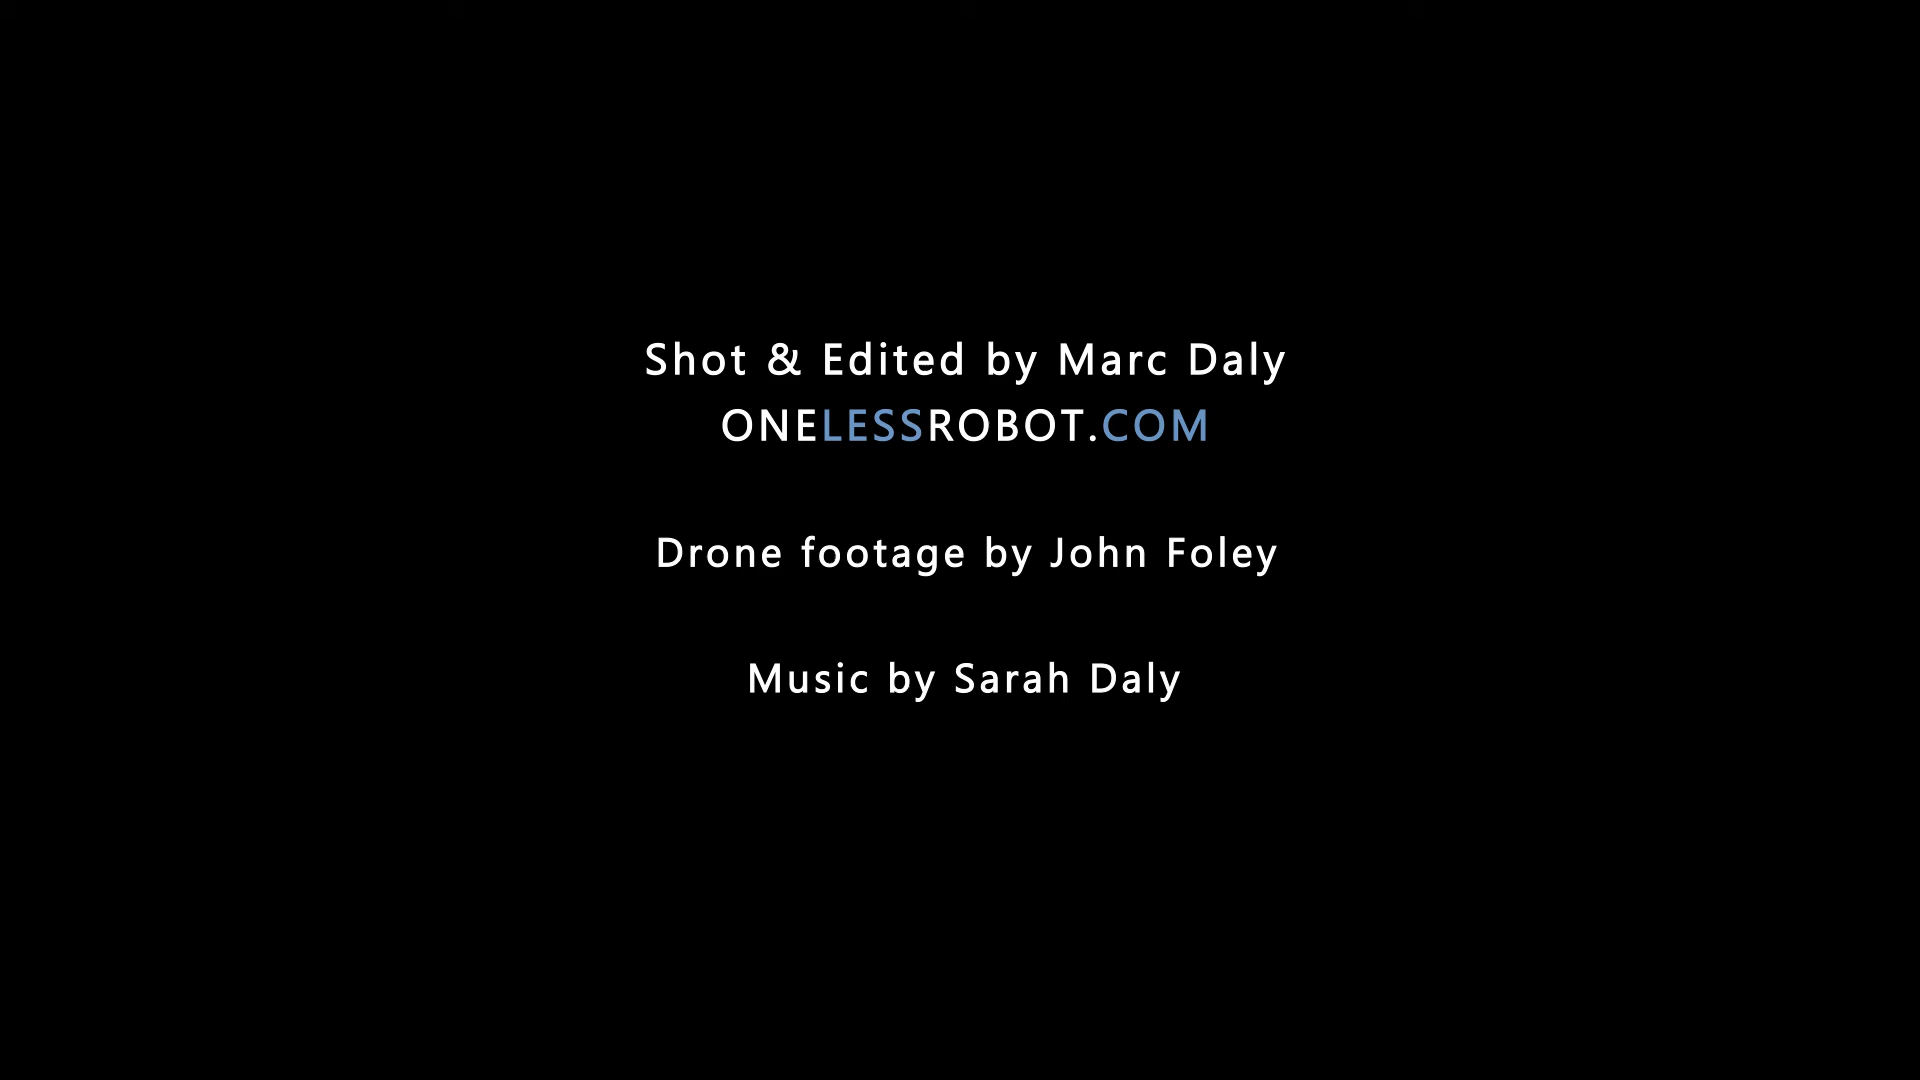 Shot & Edited by Marc Daly
ONELESSROBOT.COM
Drone footage by John Foley
Music by Sarah Daly